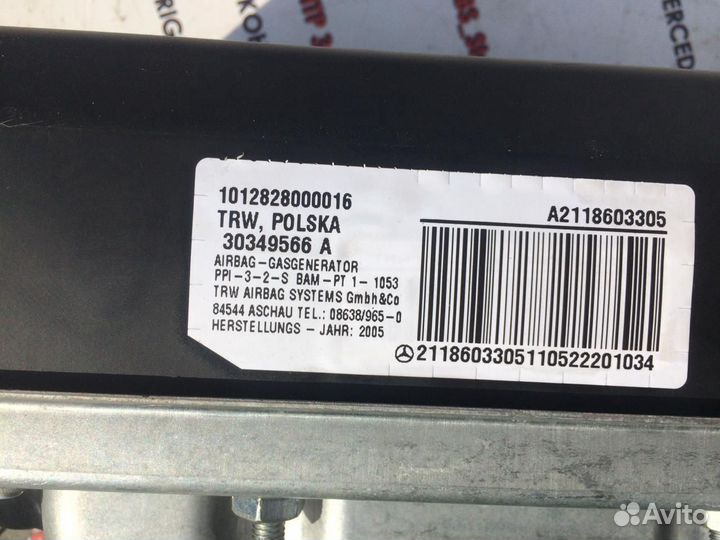 1012828000016
TRW, POLSKA
30349566 A
AIRBAG-GASGENERATOR
PPI-3-2-S BAM-PT 1- 1053
TRW AIRBAG SYSTEMS GmbH&Co
84544 ASCHAU TEL.: 08638/965-0
HERSTELLUNGS - JAHR: 2005
A2118603305
2118603305110522201034
Avito